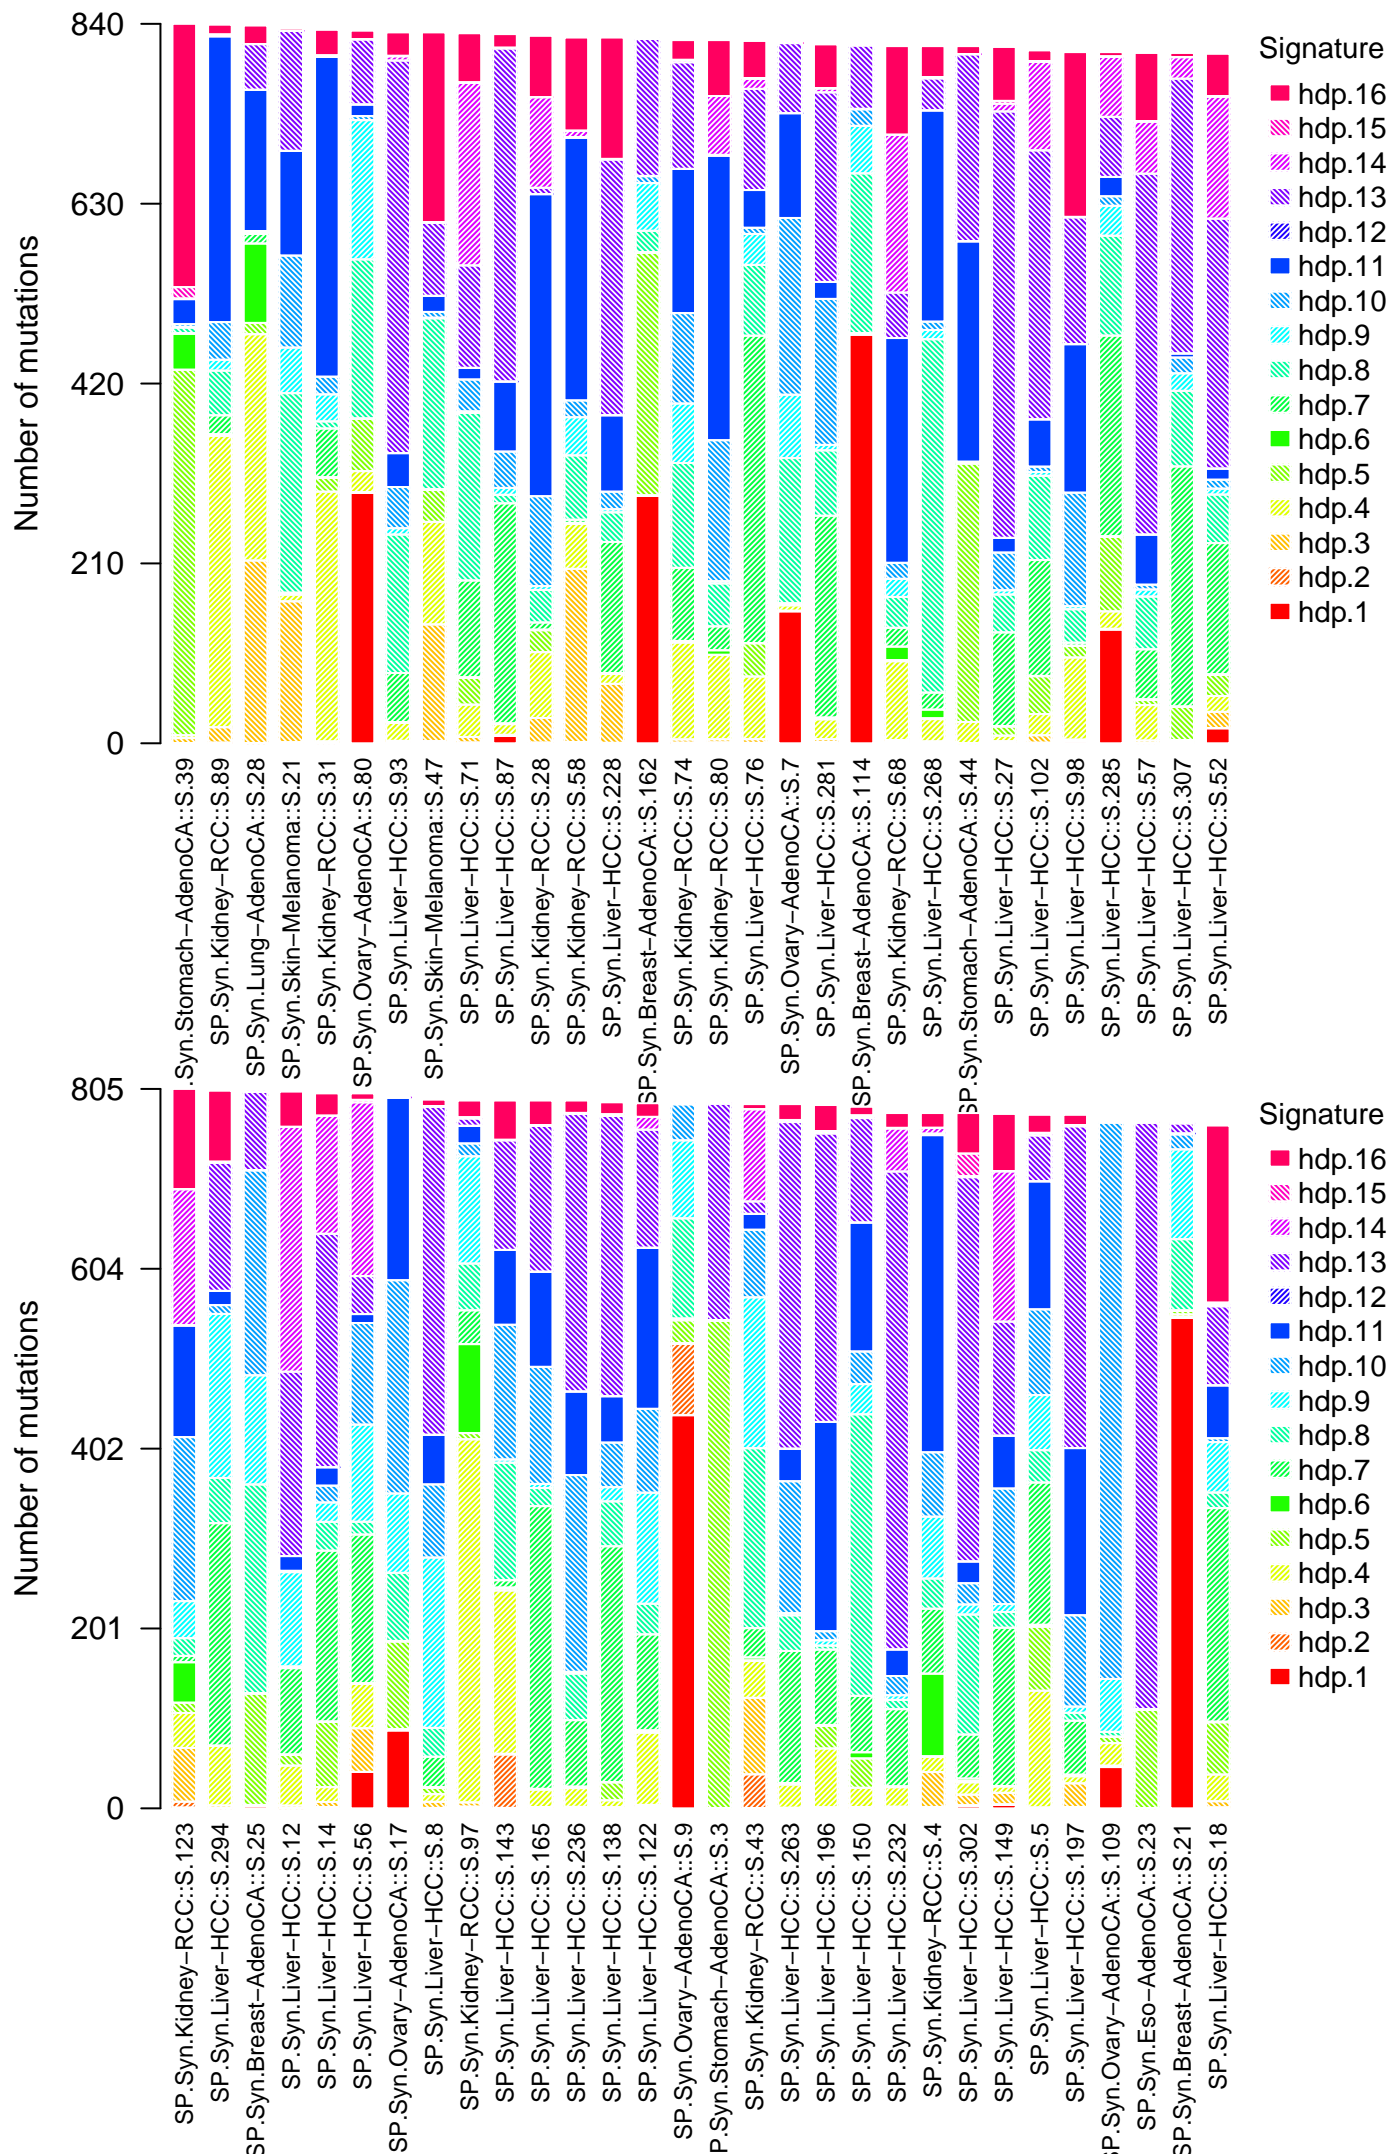 Number of mutations
840
630
420
210
0
Signature
hdp.16
hdp.15
hdp.14
hdp.13
hdp.12
hdp.11
hdp.10
hdp.9
hdp.8
hdp.7
hdp.6
hdp.5
hdp.4
hdp.3
hdp.2
hdp.1
.Syn.Stomach−AdenoCA::S.39
SP.Syn.Kidney−RCC::S.89
SP.Syn.Lung−AdenoCA::S.28
SP.Syn.Skin−Melanoma::S.21
SP.Syn.Kidney−RCC::S.31
SP.Syn.Ovary−AdenoCA::S.80
SP.Syn.Liver−HCC::S.93
SP.Syn.Skin−Melanoma::S.47
SP.Syn.Liver−HCC::S.71
SP.Syn.Liver−HCC::S.87
SP.Syn.Kidney−RCC::S.28
SP.Syn.Kidney−RCC::S.58
SP.Syn.Liver−HCC::S.228
SP.Syn.Breast−AdenoCA::S.162
SP.Syn.Kidney−RCC::S.74
SP.Syn.Kidney−RCC::S.80
SP.Syn.Liver−HCC::S.76
SP.Syn.Ovary−AdenoCA::S.7
SP.Syn.Liver−HCC::S.281
SP.Syn.Breast−AdenoCA::S.114
SP.Syn.Kidney−RCC::S.68
SP.Syn.Liver−HCC::S.268
SP.Syn.Stomach−AdenoCA::S.44
SP.Syn.Liver−HCC::S.27
SP.Syn.Liver−HCC::S.102
SP.Syn.Liver−HCC::S.98
SP.Syn.Liver−HCC::S.285
SP.Syn.Liver−HCC::S.57
SP.Syn.Liver−HCC::S.307
SP.Syn.Liver−HCC::S.52
Number of mutations
805
604
402
201
0
Signature
hdp.16
hdp.15
hdp.14
hdp.13
hdp.12
hdp.11
hdp.10
hdp.9
hdp.8
hdp.7
hdp.6
hdp.5
hdp.4
hdp.3
hdp.2
hdp.1
SP.Syn.Kidney−RCC::S.123
SP.Syn.Liver−HCC::S.294
SP.Syn.Breast−AdenoCA::S.25
SP.Syn.Liver−HCC::S.12
SP.Syn.Liver−HCC::S.14
SP.Syn.Liver−HCC::S.56
SP.Syn.Ovary−AdenoCA::S.17
SP.Syn.Liver−HCC::S.8
SP.Syn.Kidney−RCC::S.97
SP.Syn.Liver−HCC::S.143
SP.Syn.Liver−HCC::S.165
SP.Syn.Liver−HCC::S.236
SP.Syn.Liver−HCC::S.138
SP.Syn.Liver−HCC::S.122
SP.Syn.Ovary−AdenoCA::S.9
P.Syn.Stomach−AdenoCA::S.3
SP.Syn.Kidney−RCC::S.43
SP.Syn.Liver−HCC::S.263
SP.Syn.Liver−HCC::S.196
SP.Syn.Liver−HCC::S.150
SP.Syn.Liver−HCC::S.232
SP.Syn.Kidney−RCC::S.4
SP.Syn.Liver−HCC::S.302
SP.Syn.Liver−HCC::S.149
SP.Syn.Liver−HCC::S.5
SP.Syn.Liver−HCC::S.197
SP.Syn.Ovary−AdenoCA::S.109
SP.Syn.Eso−AdenoCA::S.23
SP.Syn.Breast−AdenoCA::S.21
SP.Syn.Liver−HCC::S.18